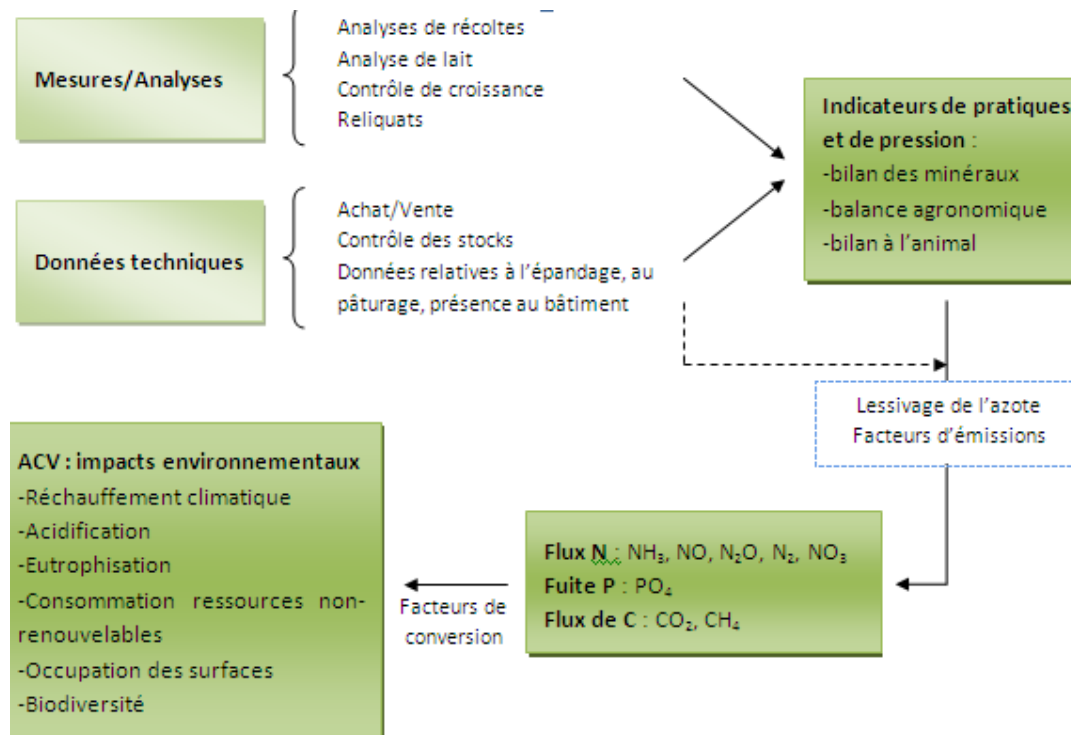 Mesures/Analyses
Analyses de récoltes
Analyse de lait
Contrôle de croissance
Reliquats
Données techniques
Achat/Vente
Contrôle des stocks
Données relatives à l’épandage, au
pâturage, présence au bâtiment
Indicateurs de pratiques
et de pression :
-bilan des minéraux
-balance agronomique
-bilan à l’animal
Lessivage de l’azote
Facteurs d’émissions
Flux N : NH₃, NO, N₂O, N₂, NO₃
Fuite P : PO₄
Flux de C : CO₂, CH₄
Facteurs de
conversion
ACV : impacts environnementaux
-Réchauffement climatique
-Acidification
-Eutrophisation
-Consommation ressources non-
renouvelables
-Occupation des surfaces
-Biodiversité